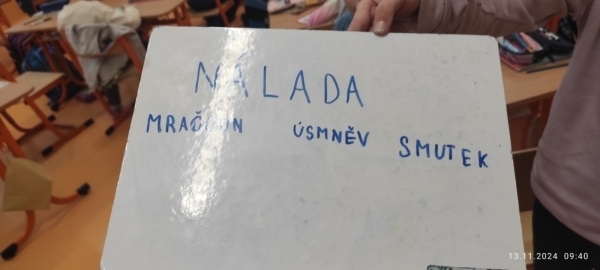 NÁLADA
ÚSMNĚV SMUTEK
13.11.2024 09:40